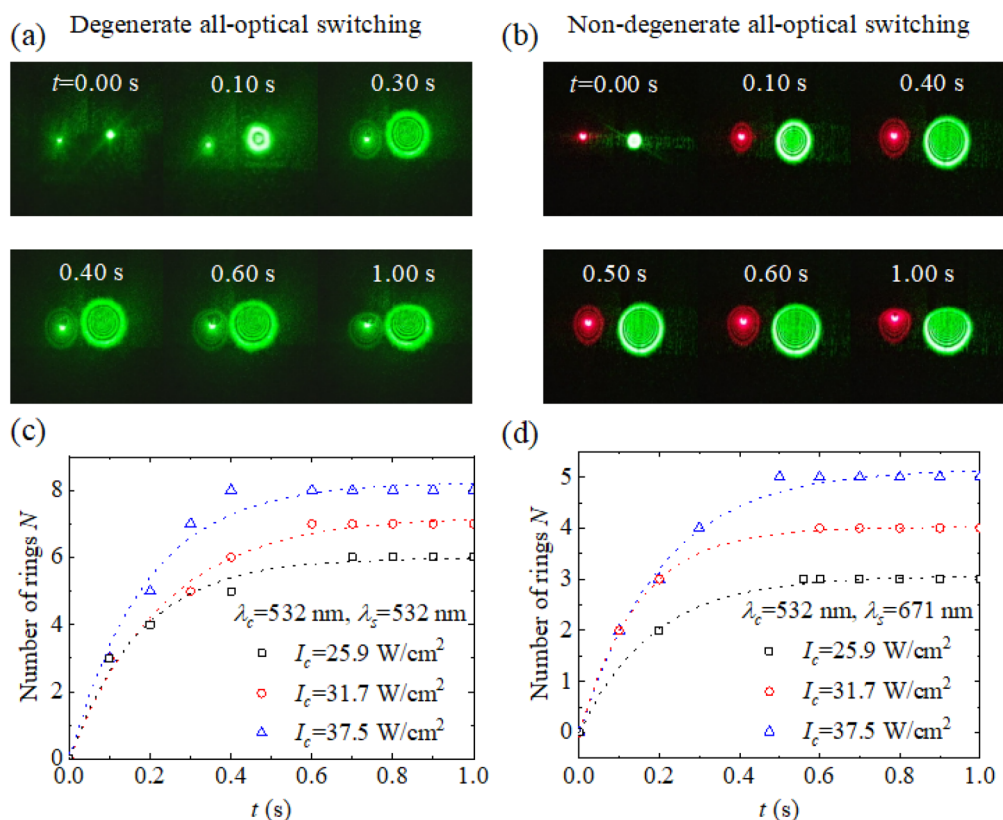 (a) Degenerate all-optical switching
(b) Non-degenerate all-optical switching
t=0.00 s 0.10 s 0.30 s
t=0.00 s 0.10 s 0.40 s
0.40 s 0.60 s 1.00 s
0.50 s 0.60 s 1.00 s
(c)
8
6
4
2
0
Number of rings N
λc=532 nm, λs=532 nm
Ic=25.9 W/cm²
Ic=31.7 W/cm²
Ic=37.5 W/cm²
0.0 0.2 0.4 0.6 0.8 1.0
t (s)
(d)
5
4
3
2
1
0
Number of rings N
λc=532 nm, λs=671 nm
Ic=25.9 W/cm²
Ic=31.7 W/cm²
Ic=37.5 W/cm²
0.0 0.2 0.4 0.6 0.8 1.0
t (s)